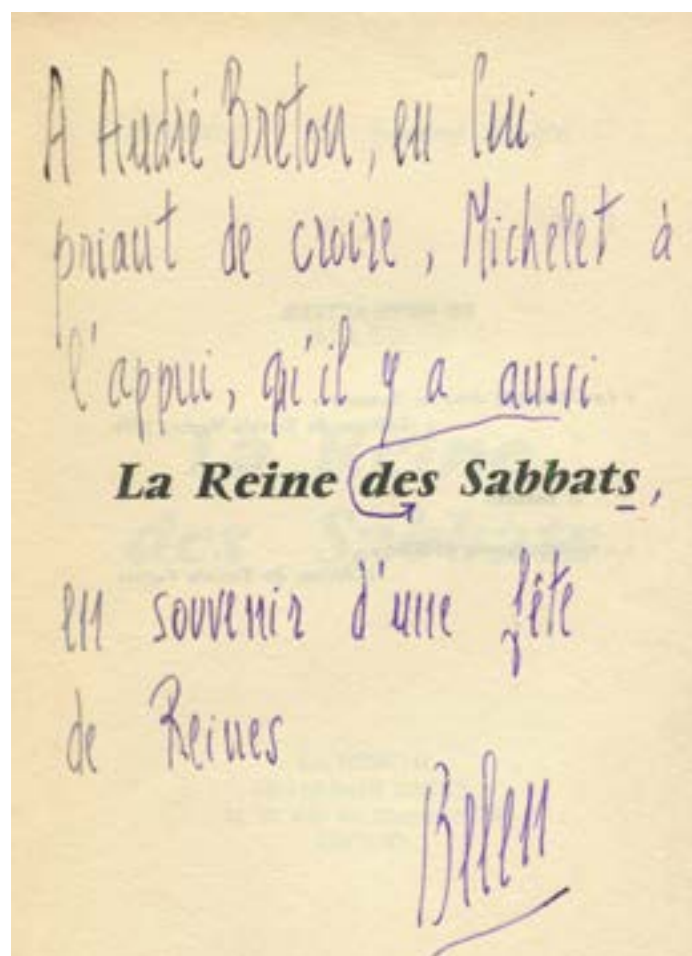 A André Breton, en lui
priant de croire, Michelet à
l'appui, qu'il y a aussi
La Reine des Sabbats,
en souvenir d'une fête
de Reines
Belen